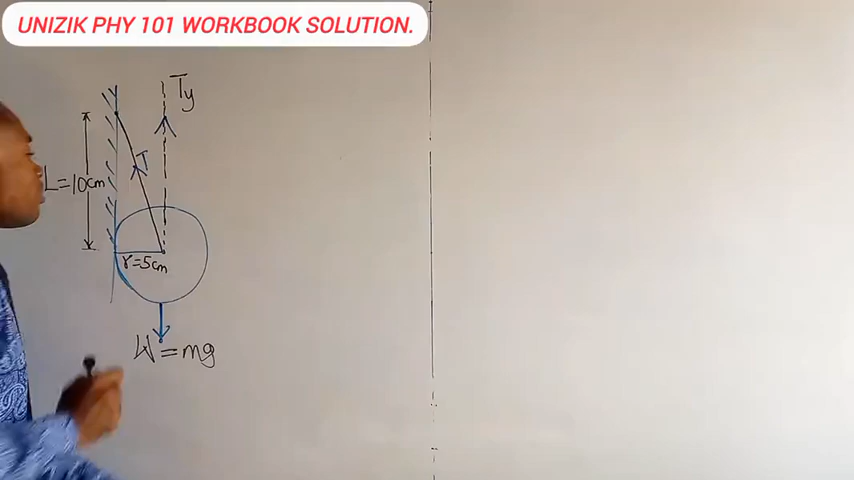 UNIZIK PHY 101 WORKBOOK SOLUTION.
Ty
T
L=10cm
r=5cm
W=mg